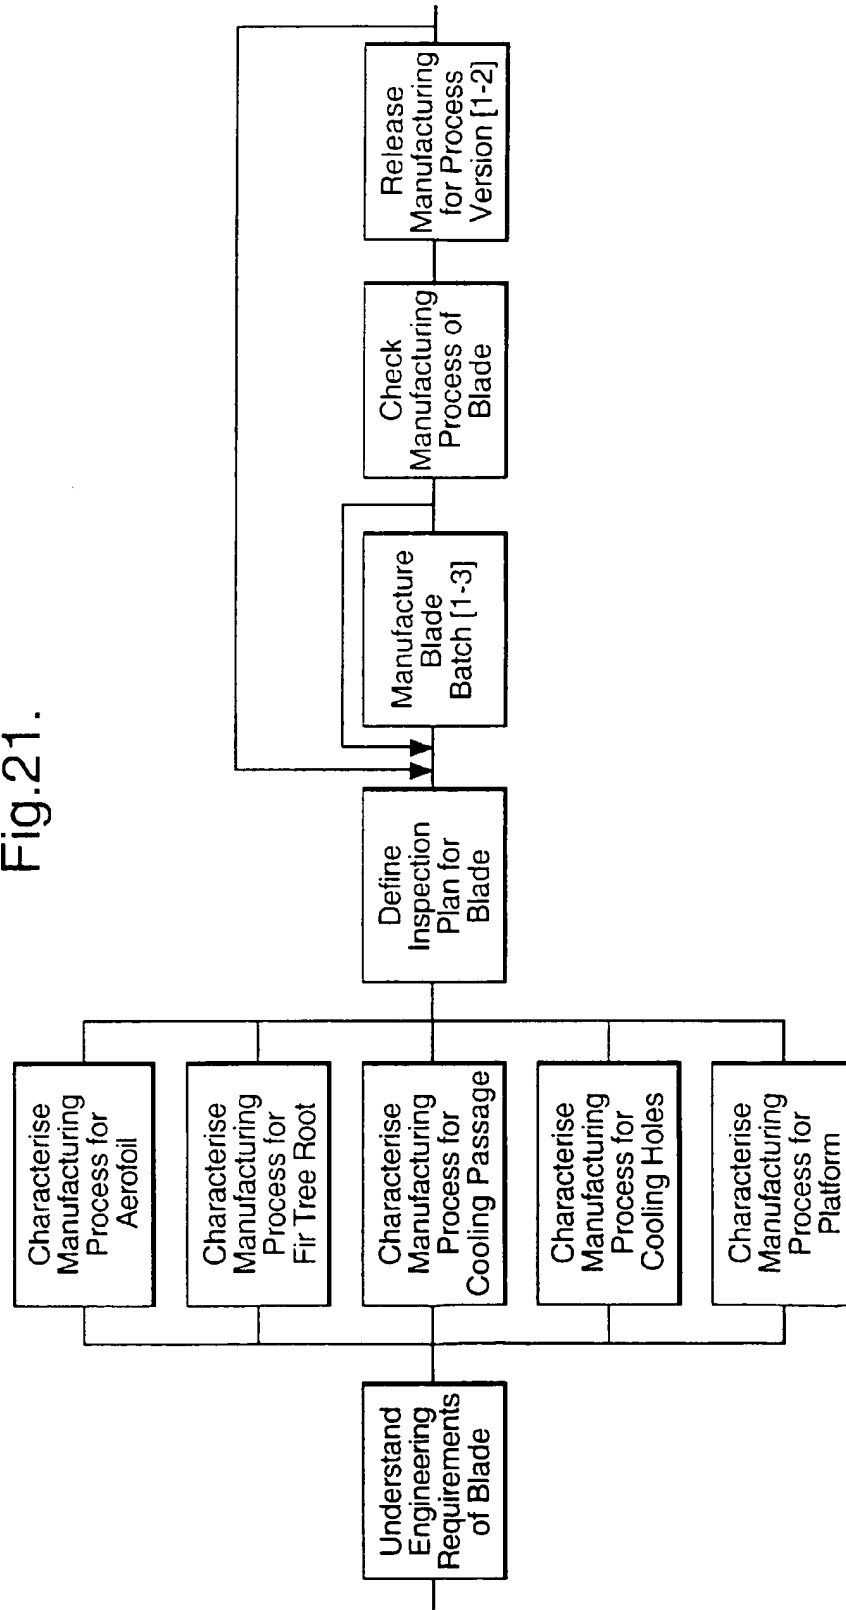 Fig.21.
Understand
Engineering
Requirements
of Blade
Characterise
Manufacturing
Process for
Aerofoil
Characterise
Manufacturing
Process for
Fir Tree Root
Characterise
Manufacturing
Process for
Cooling Passage
Characterise
Manufacturing
Process for
Cooling Holes
Characterise
Manufacturing
Process for
Platform
Define
Inspection
Plan for
Blade
Manufacture
Blade
Batch [1-3]
Check
Manufacturing
Process of
Blade
Release
Manufacturing
for Process
Version [1-2]